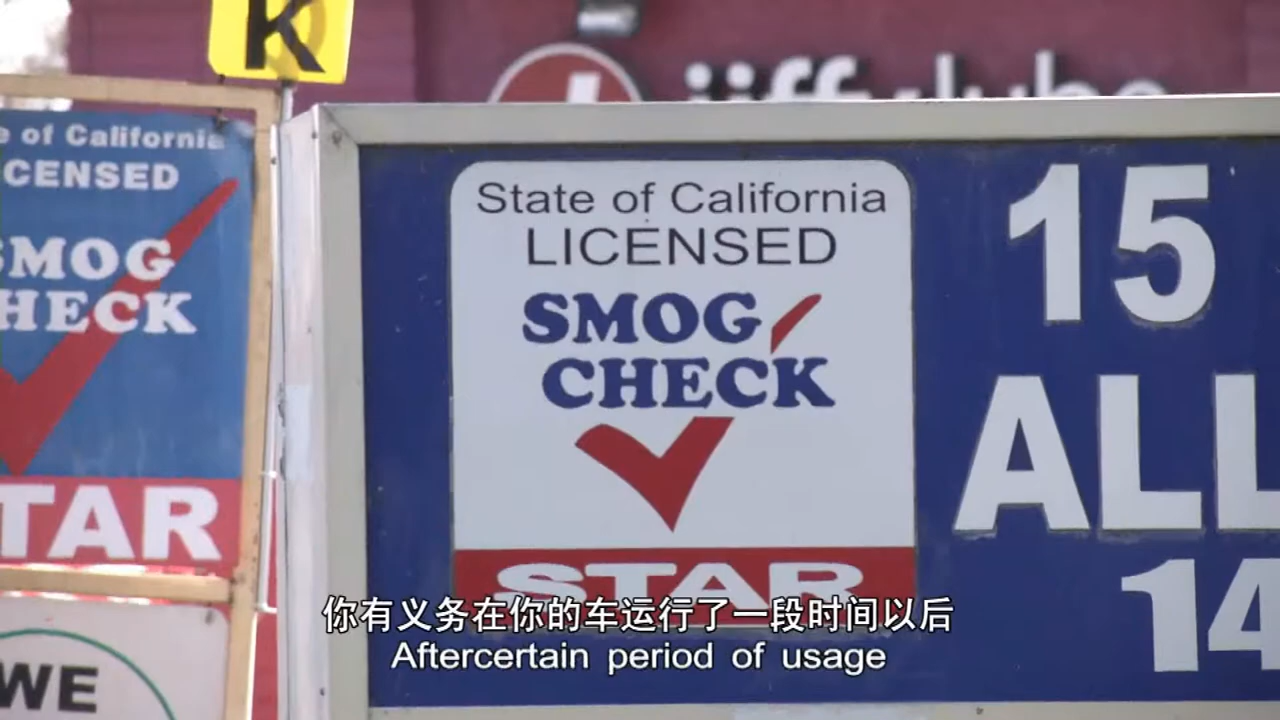 K
jiffy lube
e of California
CENSED
SMOG
HECK
TAR
WE
State of California
LICENSED
SMOG
CHECK
STAR
15
ALL
14
你有义务在你的车运行了一段时间以后
Aftercertain period of usage